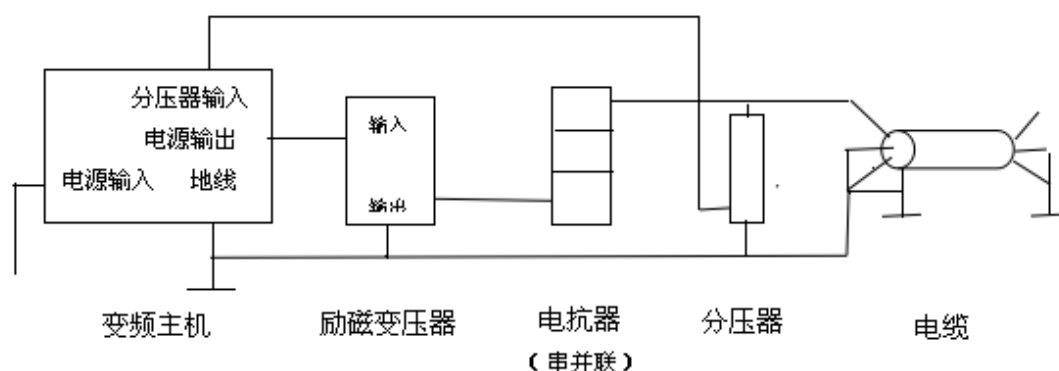 分压器输入
电源输出
电源输入 地线
输入
输出
变频主机 励磁变压器 电抗器 分压器 电缆
（串并联）